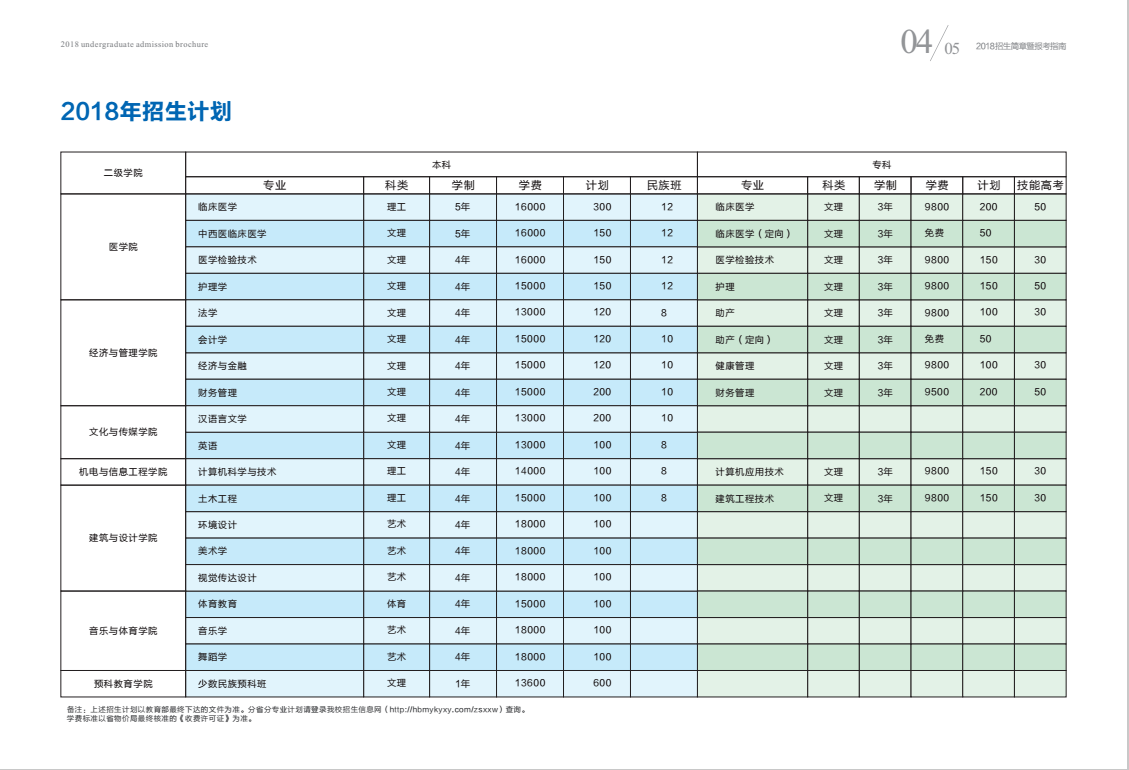 2018 undergraduate admission brochure
04/05 2018招生简章暨报考指南
2018年招生计划
二级学院 本科 专科
专业 科类 学制 学费 计划 民族班 专业 科类 学制 学费 计划 技能高考
医学院
临床医学 理工 5年 16000 300 12 临床医学 文理 3年 9800 200 50
中西医临床医学 文理 5年 16000 150 12 临床医学（定向） 文理 3年 免费 50
医学检验技术 文理 4年 16000 150 12 医学检验技术 文理 3年 9800 150 30
护理学 文理 4年 15000 150 12 护理 文理 3年 9800 150 50
经济与管理学院
法学 文理 4年 13000 120 8 助产 文理 3年 9800 100 30
会计学 文理 4年 15000 120 10 助产（定向） 文理 3年 免费 50
经济与金融 文理 4年 15000 120 10 健康管理 文理 3年 9800 100 30
财务管理 文理 4年 15000 200 10 财务管理 文理 3年 9500 200 50
文化与传媒学院
汉语言文学 文理 4年 13000 200 10
英语 文理 4年 13000 100 8
机电与信息工程学院 计算机科学与技术 理工 4年 14000 100 8 计算机应用技术 文理 3年 9800 150 30
建筑与设计学院
土木工程 理工 4年 15000 100 8 建筑工程技术 文理 3年 9800 150 30
环境设计 艺术 4年 18000 100
美术学 艺术 4年 18000 100
视觉传达设计 艺术 4年 18000 100
音乐与体育学院
体育教育 体育 4年 15000 100
音乐学 艺术 4年 18000 100
舞蹈学 艺术 4年 18000 100
预科教育学院 少数民族预科班 文理 1年 13600 600
备注：上述招生计划以教育部最终下达的文件为准。分省分专业计划请登录我校招生信息网（http://hbmykyxy.com/zsxxw）查询。
学费标准以省物价局最终核准的《收费许可证》为准。